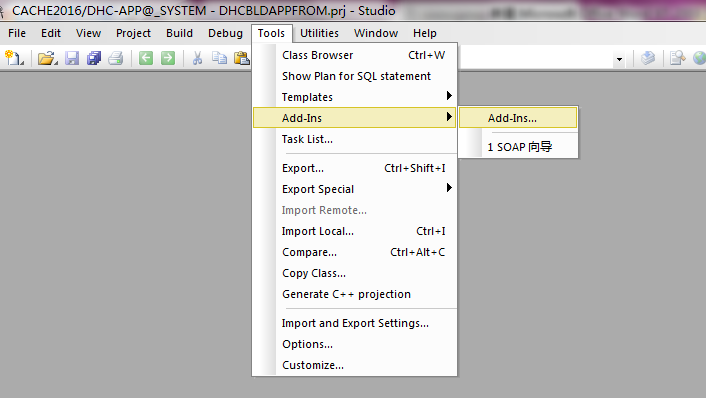 CACHE2016/DHC-APP@_SYSTEM - DHCBLDAPPFROM.prj - Studio
File Edit View Project Build Debug Tools Utilities Window Help
Class Browser Ctrl+W
Show Plan for SQL statement
Templates
Add-Ins
Add-Ins...
Task List...
1 SOAP 向导
Export... Ctrl+Shift+I
Export Special
Import Remote...
Import Local... Ctrl+I
Compare... Ctrl+Alt+C
Copy Class...
Generate C++ projection
Import and Export Settings...
Options...
Customize...